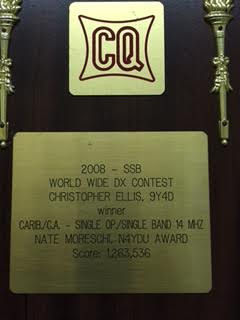 CQ
2008 - SSB
WORLD WIDE DX CONTEST
CHRISTOPHER ELLIS, 9Y4D
winner
CARIB./C.A. - SINGLE OP/SINGLE BAND 14 MHZ
NATE MORESCHI, N4YDU AWARD
Score: 1,263,536